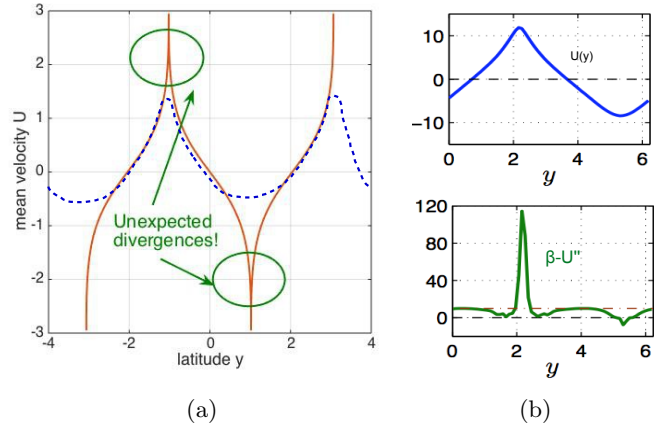 3
2
1
0
-1
-2
-3
mean velocity U
Unexpected
divergences!
-4
-2
0
2
4
latitude y
(a)
10
0
−10
U(y)
0
2
4
6
y
120
80
40
0
β-U"
0
2
4
6
y
(b)